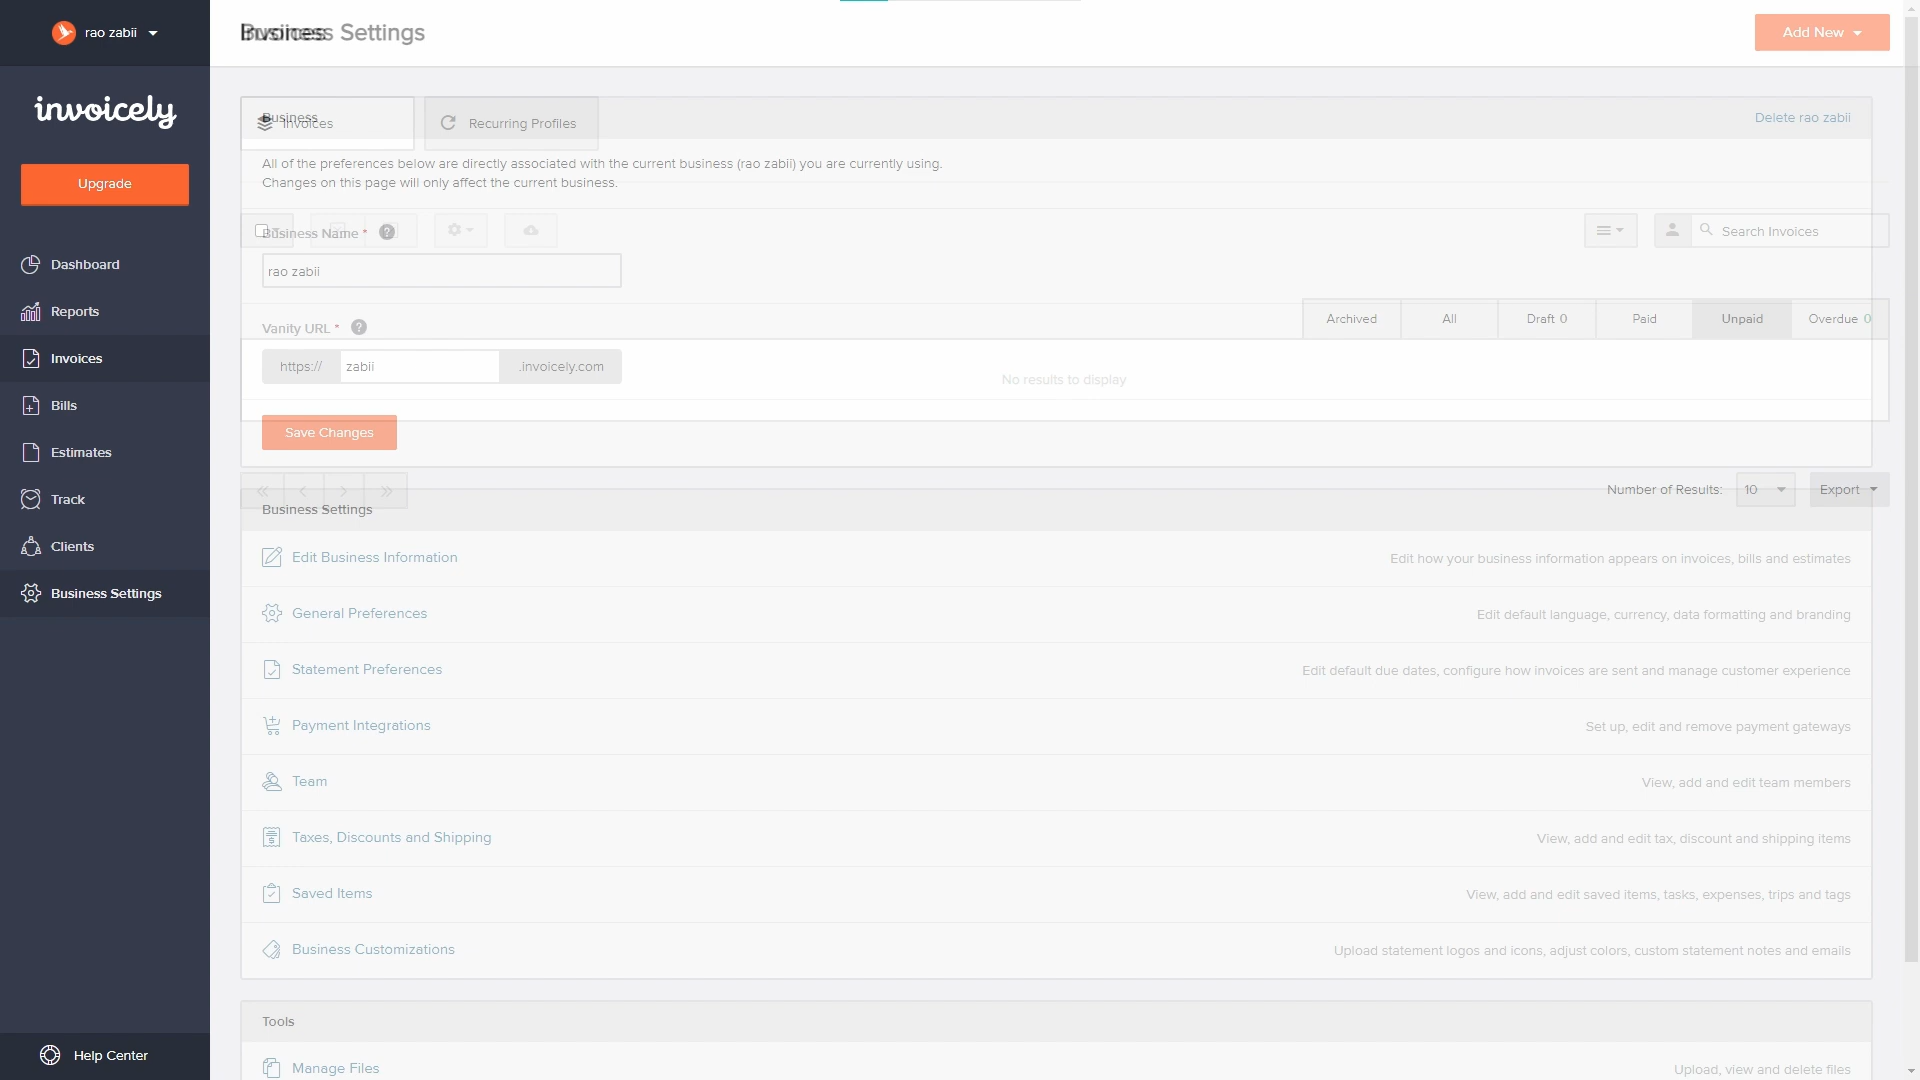 rao zabii
Invoices
Business Settings
Add New
invoicely
Upgrade
Dashboard
Reports
Invoices
Bills
Estimates
Track
Clients
Business Settings
Help Center
Business
Invoices
Recurring Profiles
Delete rao zabii
All of the preferences below are directly associated with the current business (rao zabii) you are currently using.
Changes on this page will only affect the current business.
Business Name *
Search Invoices
rao zabii
Archived
All
Draft 0
Paid
Unpaid
Overdue 0
Vanity URL *
https://
zabii
.invoicely.com
No results to display
Save Changes
Number of Results:
10
Export
Business Settings
Edit Business Information
Edit how your business information appears on invoices, bills and estimates
General Preferences
Edit default language, currency, data formatting and branding
Statement Preferences
Edit default due dates, configure how invoices are sent and manage customer experience
Payment Integrations
Set up, edit and remove payment gateways
Team
View, add and edit team members
Taxes, Discounts and Shipping
View, add and edit tax, discount and shipping items
Saved Items
View, add and edit saved items, tasks, expenses, trips and tags
Business Customizations
Upload statement logos and icons, adjust colors, custom statement notes and emails
Tools
Manage Files
Upload, view and delete files